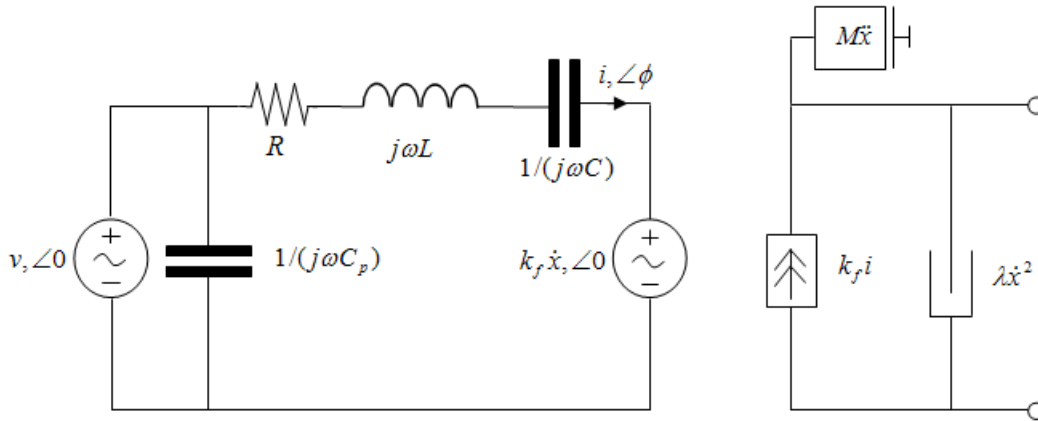 Mẍ
i,∠ϕ
R
jωL
1/(jωC)
+
v,∠0
−
1/(jωC_p)
+
k_f ẋ,∠0
−
k_f i
λẋ²